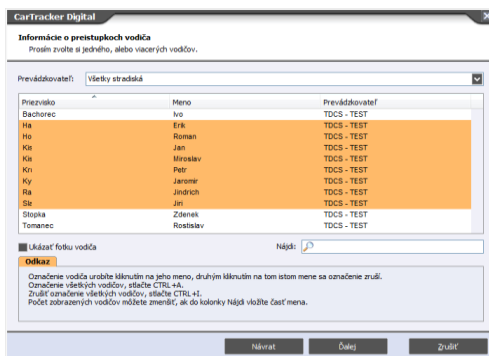 CarTracker Digital
Informácie o preistupkoch vodiča
Prosím zvolte si jedného, alebo viacerých vodičov.
Prevádzkovateľ: Všetky stradiská
Priezvisko Meno Prevádzkovateľ
Bachorec Ivo TDCS - TEST
Ha Erik TDCS - TEST
Ho Roman TDCS - TEST
Kis Jan TDCS - TEST
Kis Miroslav TDCS - TEST
Petr TDCS - TEST
Ky Jaromir TDCS - TEST
Ra Jindrich TDCS - TEST
Jiri TDCS - TEST
Stopka Zdenek TDCS - TEST
Tomanec Rostislav TDCS - TEST
Ukázať fotku vodiča Nájdi:
Odkaz
Označenie vodiča urobíte kliknutím na jeho meno, druhým kliknutím na tom istom mene sa označenie zruší.
Označenie všetkých vodičov, stlačte CTRL+A.
Zrušiť označenie všetkých vodičov, stlačte CTRL+I.
Počet zobrazených vodičov môžete zmenšiť, ak do kolonky Nájdi vložíte časť mena.
Návrat Ďalej Zrušiť